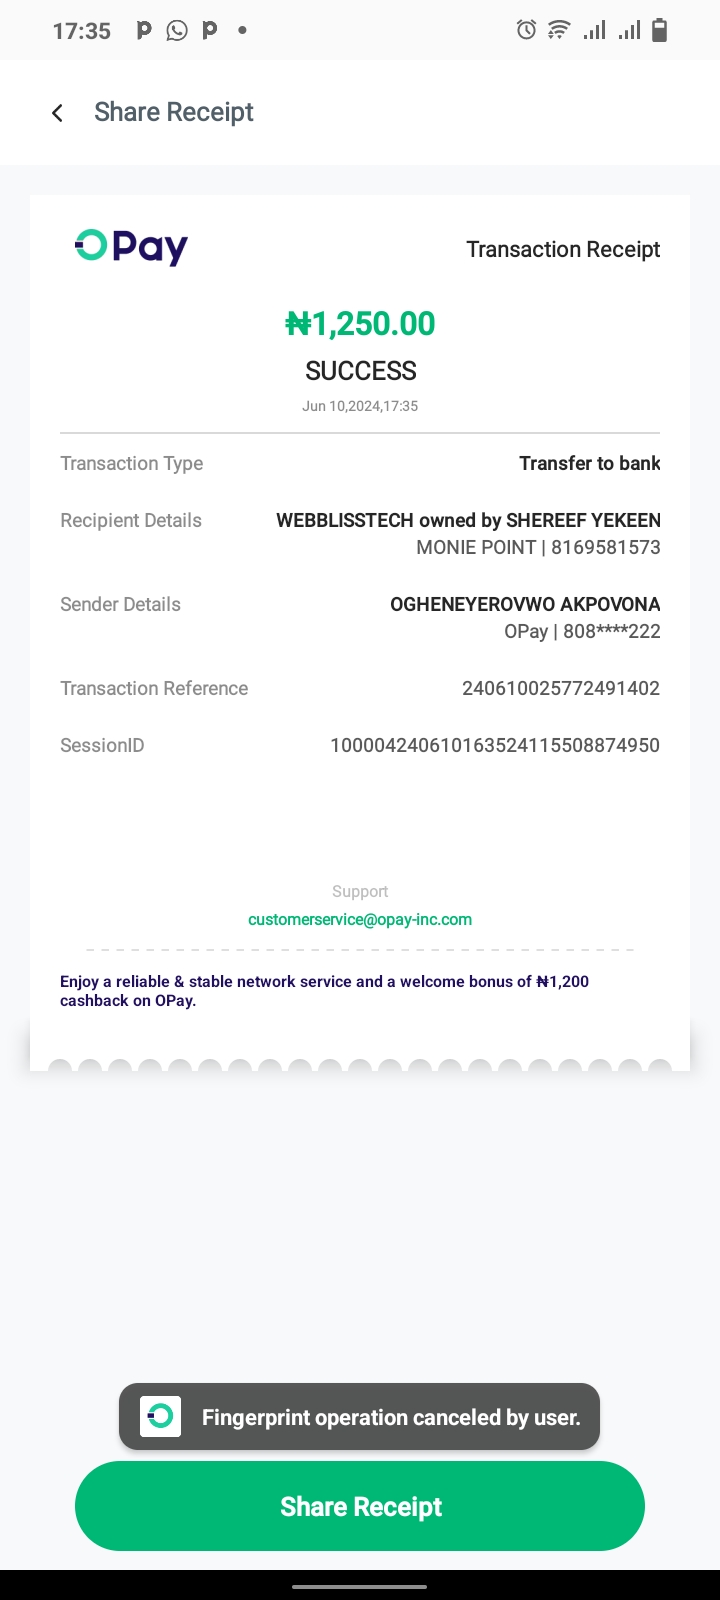 17:35
Share Receipt
OPay
Transaction Receipt
₦1,250.00
SUCCESS
Jun 10,2024,17:35
Transaction Type Transfer to bank
Recipient Details WEBBLISSTECH owned by SHEREEF YEKEEN
MONIE POINT | 8169581573
Sender Details OGHENEYEROVWO AKPOVONA
OPay | 808****222
Transaction Reference 240610025772491402
SessionID 100004240610163524115508874950
Support
customerservice@opay-inc.com
Enjoy a reliable & stable network service and a welcome bonus of ₦1,200
cashback on OPay.
Fingerprint operation canceled by user.
Share Receipt